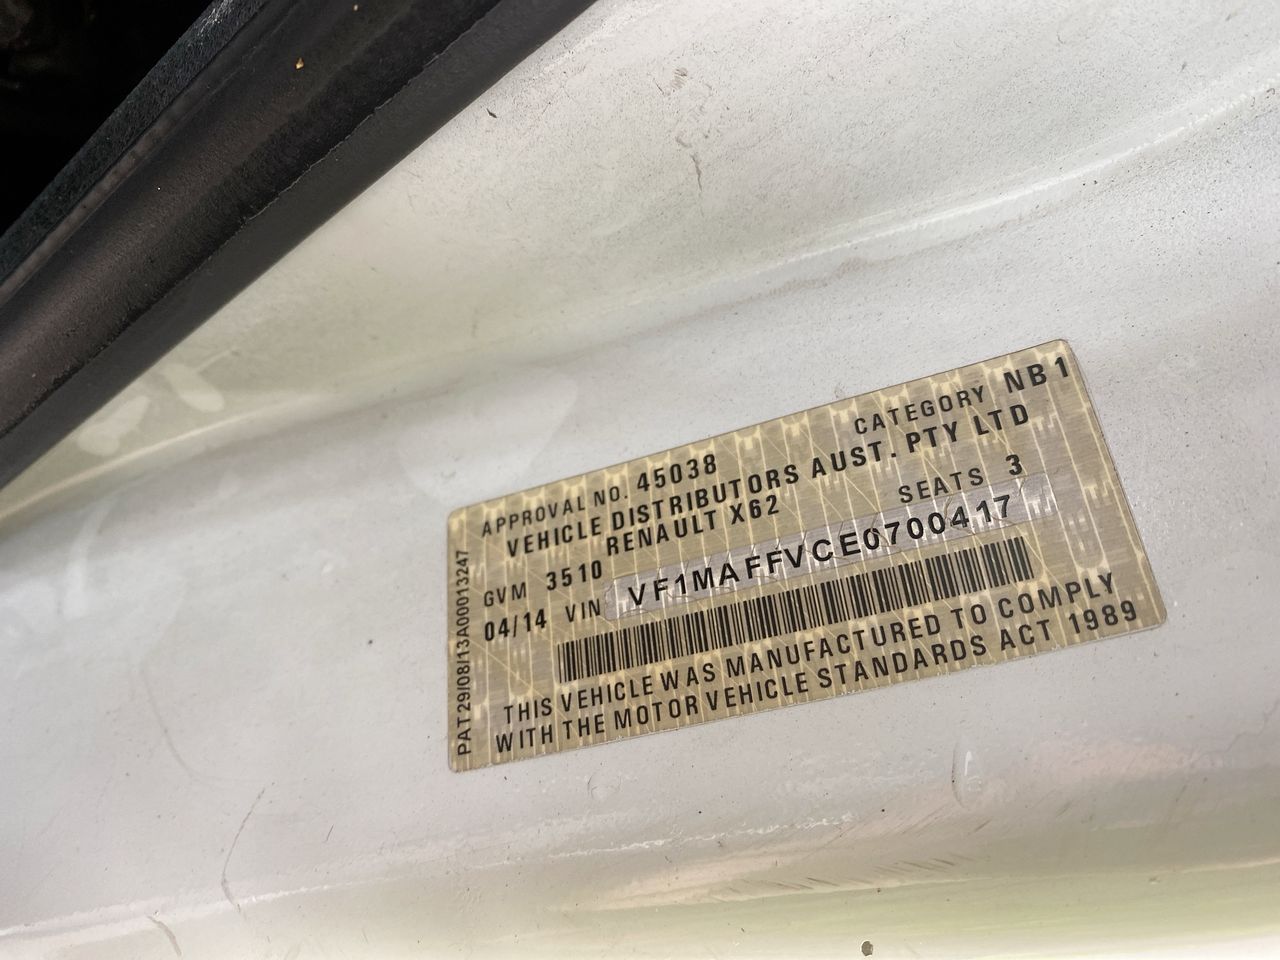 APPROVAL NO. 45038 CATEGORY NB1
VEHICLE DISTRIBUTORS AUST. PTY LTD
RENAULT X62
GVM 3510 SEATS 3
04/14 VIN VF1MAFFVCE0700417
THIS VEHICLE WAS MANUFACTURED TO COMPLY
WITH THE MOTOR VEHICLE STANDARDS ACT 1989
PAT29/08/13A00013247